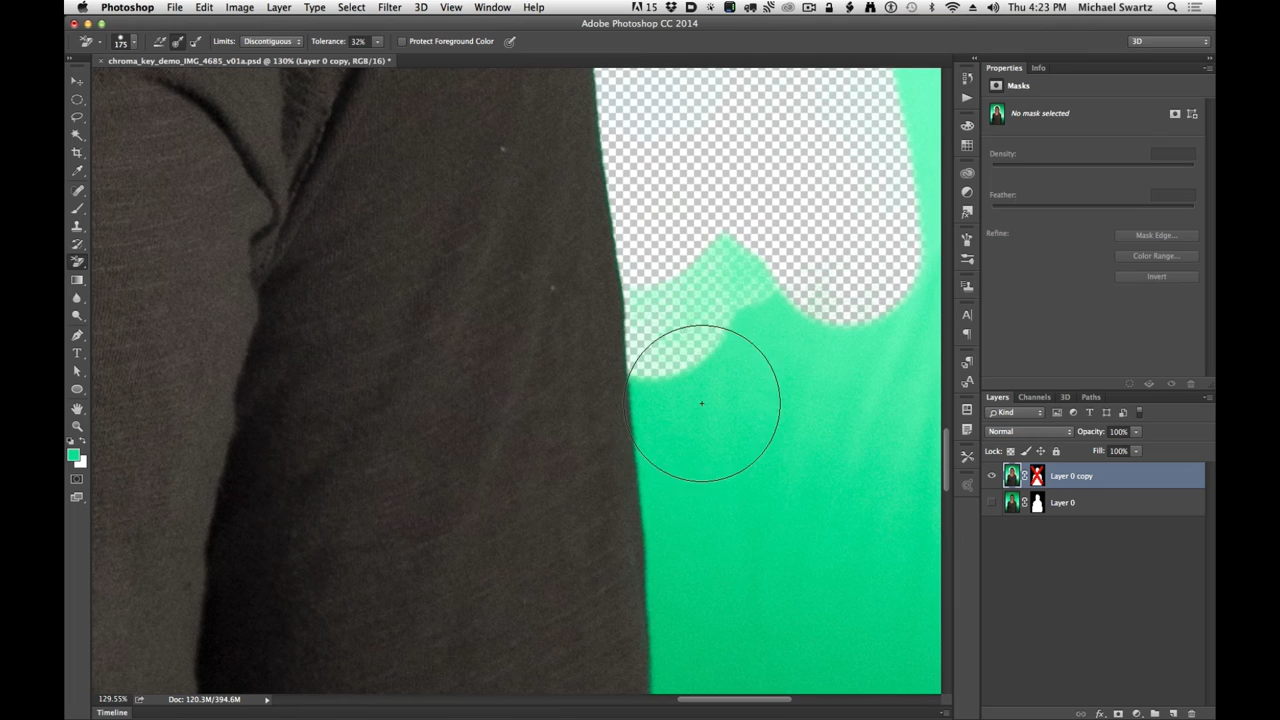 Photoshop File Edit Image Layer Type Select Filter 3D View Window Help 15 Thu 4:23 PM Michael Swartz
Adobe Photoshop CC 2014
175 Limits: Discontiguous Tolerance: 32% Protect Foreground Color 3D
chroma_key_demo_IMG_4685_v01a.psd @ 130% (Layer 0 copy, RGB/16) *
Properties Info
Masks
No mask selected
Density:
Feather:
Refine: Mask Edge...
Color Range...
Invert
Layers Channels 3D Paths
Kind
Normal Opacity: 100%
Lock: Fill: 100%
Layer 0 copy
Layer 0
129.55% Doc: 120.3M/394.6M
Timeline